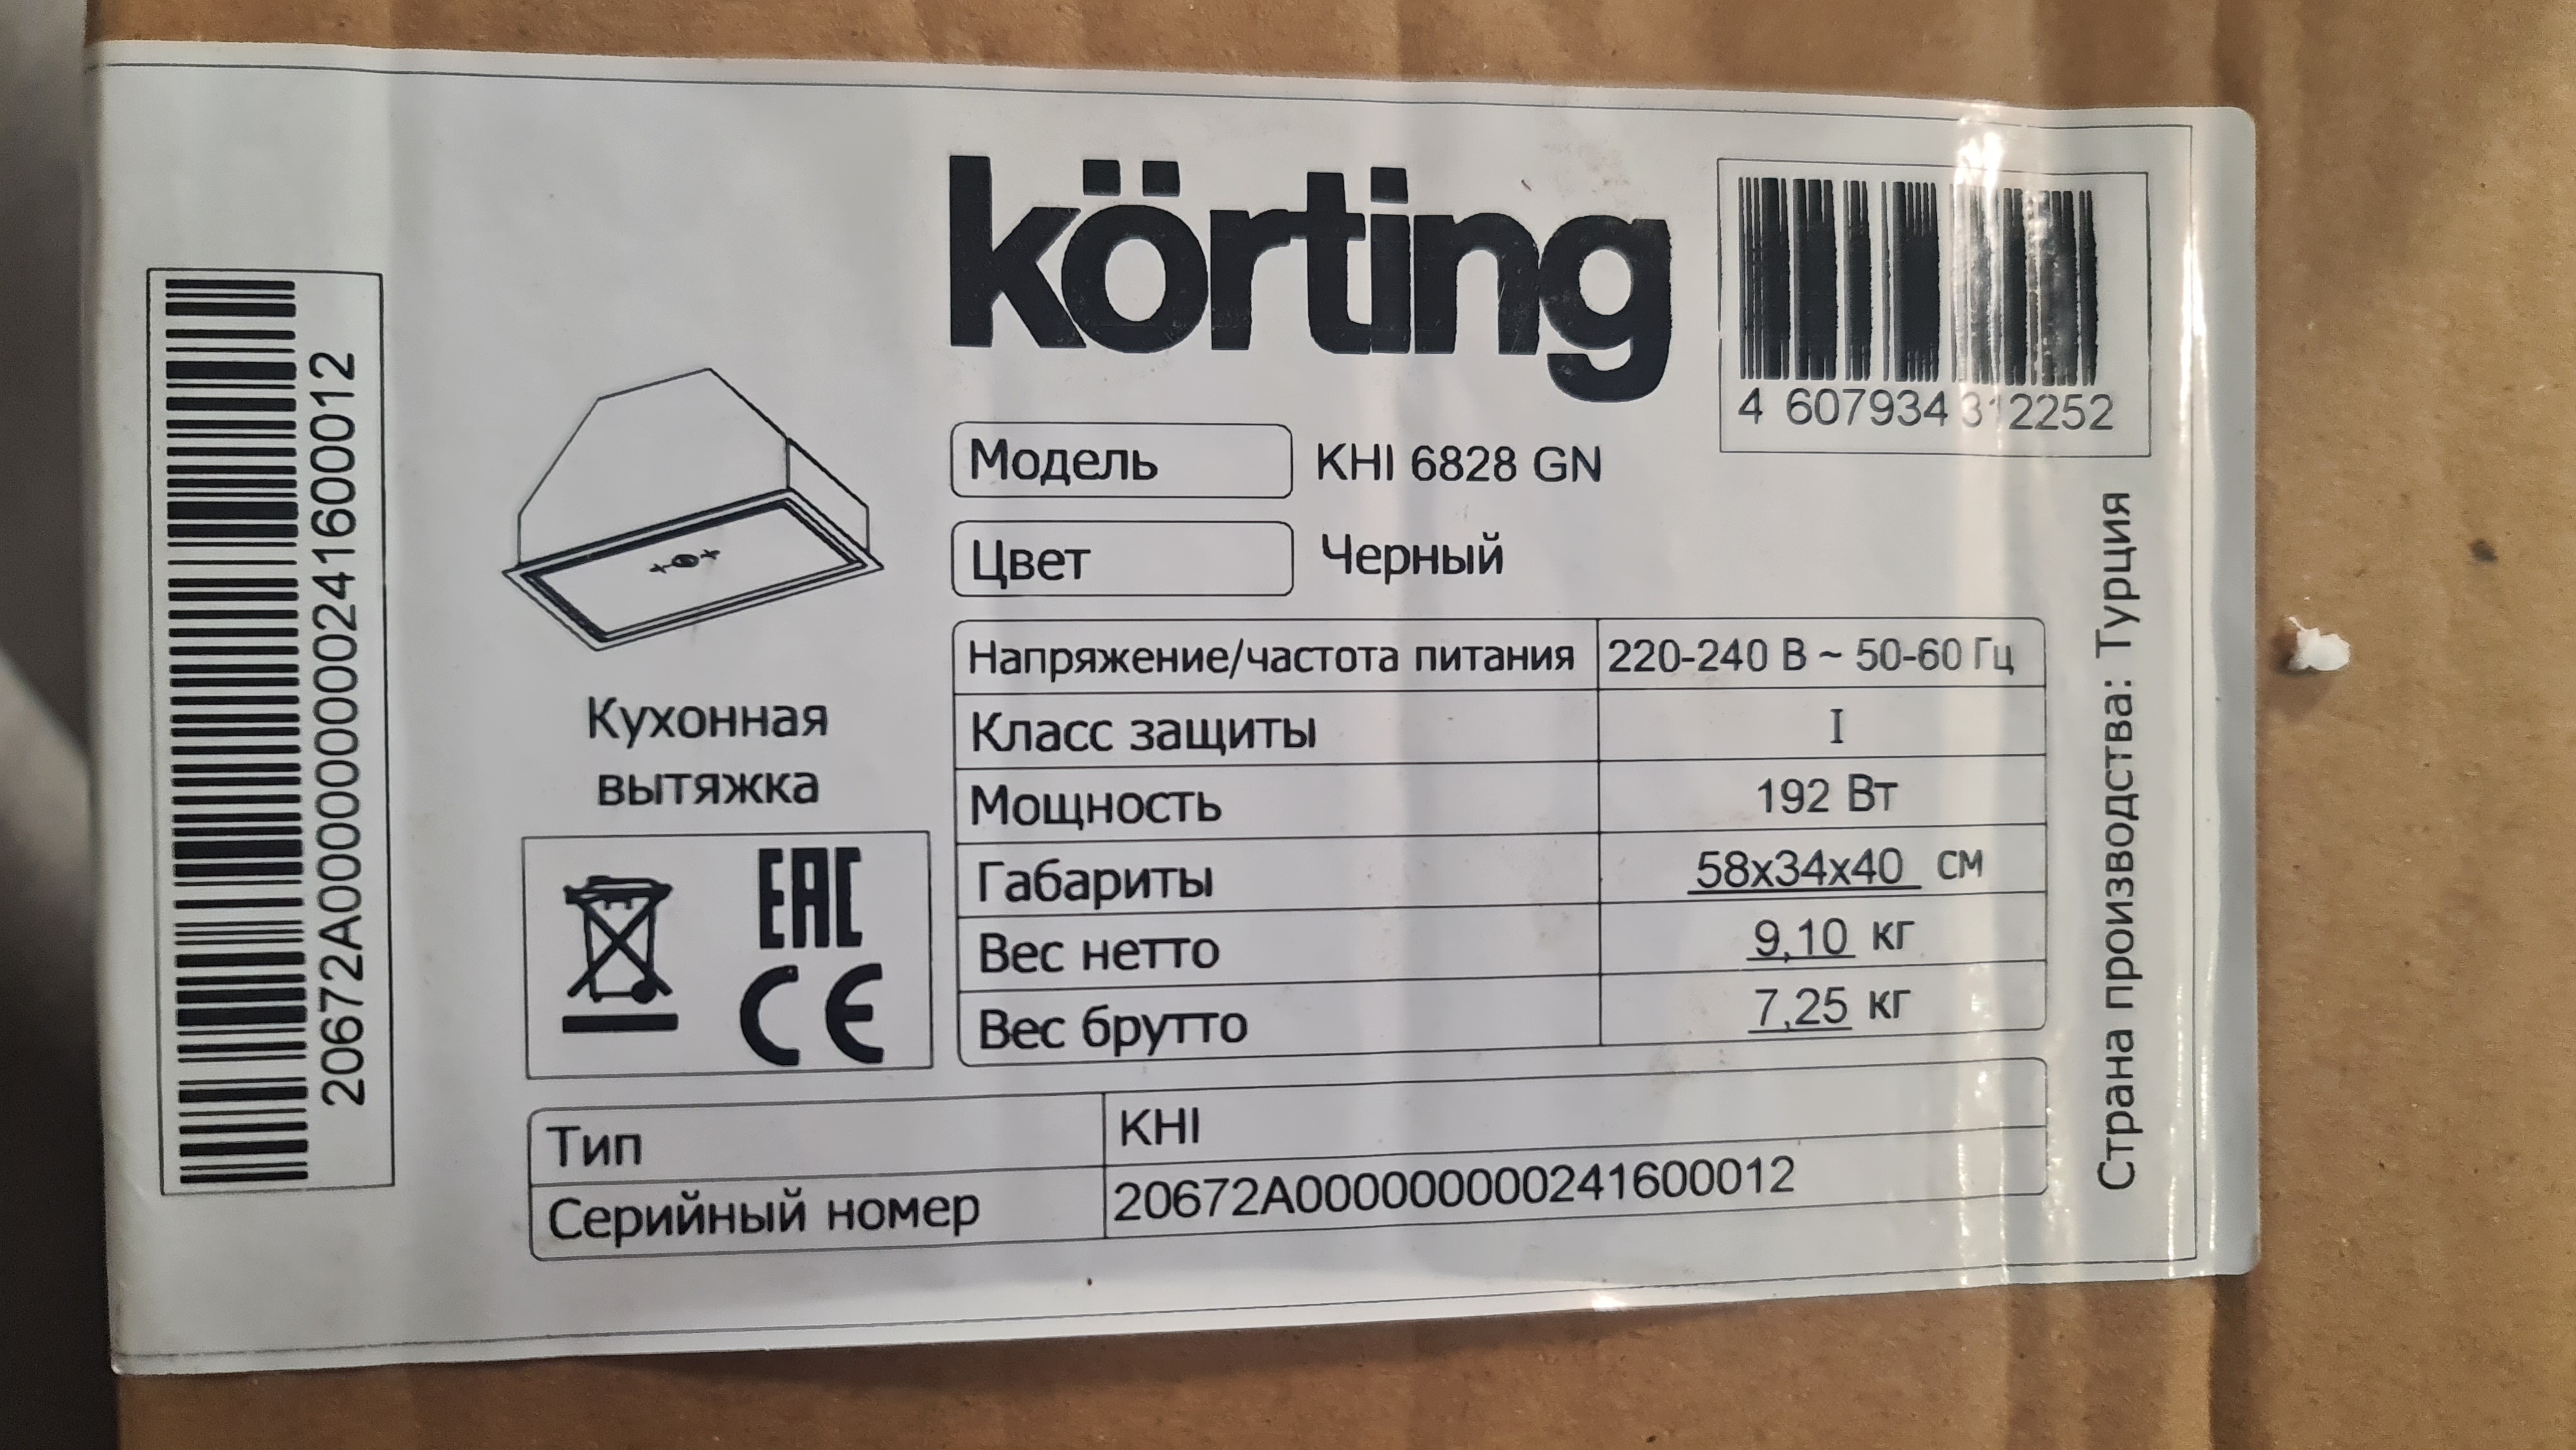 körting
4 607934 312252
Модель KHI 6828 GN
Цвет Черный
Напряжение/частота питания 220-240 В ~ 50-60 Гц
Класс защиты I
Мощность 192 Вт
Габариты 58x34x40 см
Вес нетто 9,10 кг
Вес брутто 7,25 кг
Кухонная
вытяжка
EAC
CE
Тип KHI
Серийный номер 20672A000000000241600012
20672A000000000241600012
Страна производства: Турция